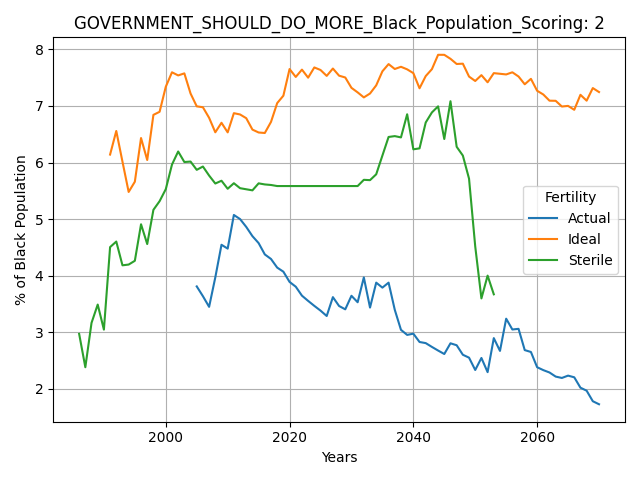 GOVERNMENT_SHOULD_DO_MORE_Black_Population_Scoring: 2
% of Black Population
8
7
6
5
4
3
2
Fertility
Actual
Ideal
Sterile
2000
2020
2040
2060
Years